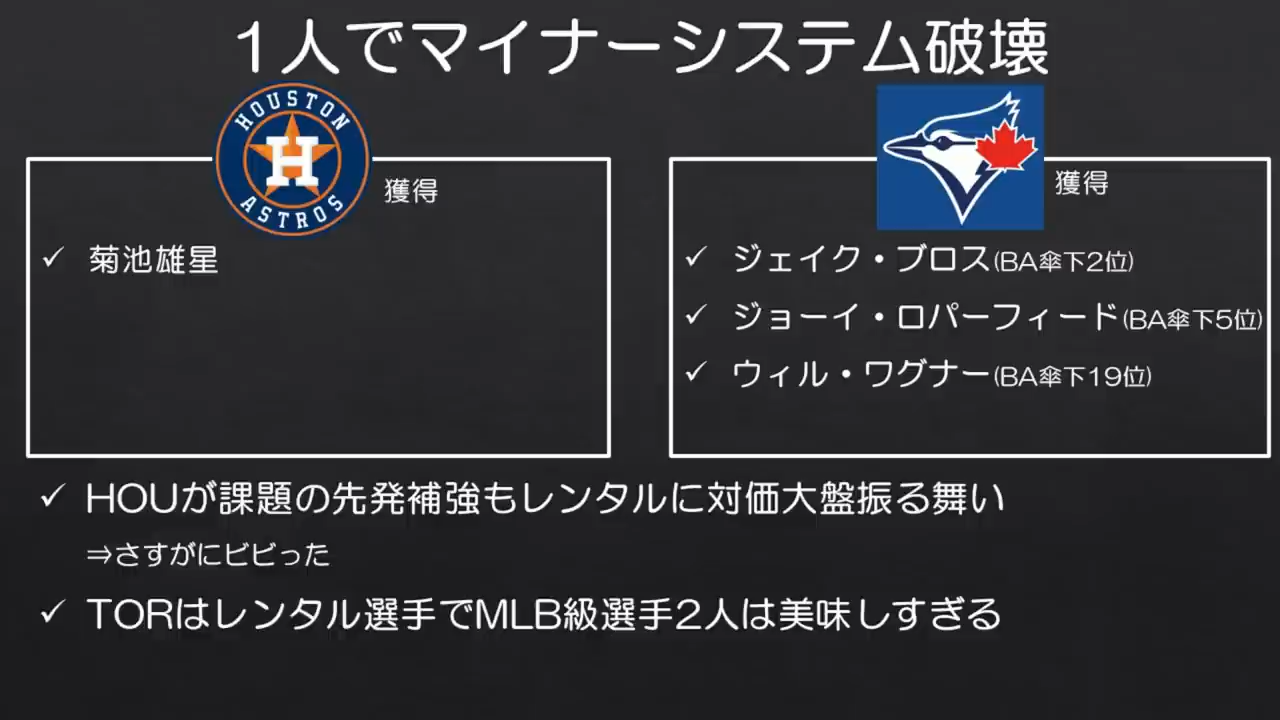 1人でマイナーシステム破壊
HOUSTON
H
ASTROS
獲得
✓ 菊池雄星
獲得
✓ ジェイク・ブロス(BA傘下2位)
✓ ジョーイ・ロパーフィード(BA傘下5位)
✓ ウィル・ワグナー(BA傘下19位)
✓ HOUが課題の先発補強もレンタルに対価大盤振る舞い
⇒さすがにビビった
✓ TORはレンタル選手でMLB級選手2人は美味しすぎる